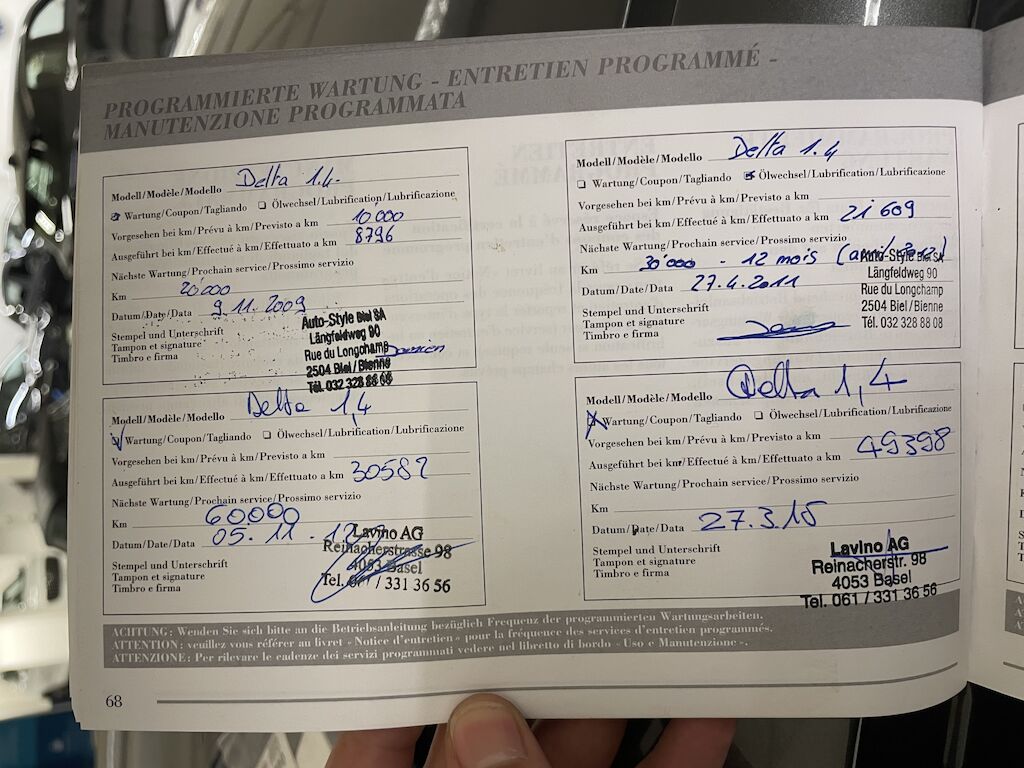 PROGRAMMIERTE WARTUNG - ENTRETIEN PROGRAMMÉ -
MANUTENZIONE PROGRAMMATA
Modell/Modèle/Modello Delta 1.4
Wartung/Coupon/Tagliando Ölwechsel/Lubrification/Lubrificazione
Vorgesehen bei km/Prévu à km/Previsto a km 10 000
Ausgeführt bei km/Effectué à km/Effettuato a km 8796
Nächste Wartung/Prochain service/Prossimo servizio
Km 20'000
Datum/Date/Data 9.11.2009
Stempel und Unterschrift
Tampon et signature
Timbro e firma
Auto-Style Biel SA
Längfeldweg 90
Rue du Longchamp
2504 Biel / Bienne
Tél. 032 328 88 08
Modell/Modèle/Modello Delta 1.4
Wartung/Coupon/Tagliando Ölwechsel/Lubrification/Lubrificazione
Vorgesehen bei km/Prévu à km/Previsto a km
Ausgeführt bei km/Effectué à km/Effettuato a km 21 609
Nächste Wartung/Prochain service/Prossimo servizio
Km 30'000 - 12 mois (avril 2012)
Datum/Date/Data 27.4.2011
Stempel und Unterschrift
Tampon et signature
Timbro e firma
Auto-Style Biel SA
Längfeldweg 90
Rue du Longchamp
2504 Biel / Bienne
Tél. 032 328 88 08
Modell/Modèle/Modello Delta 1,4
Wartung/Coupon/Tagliando Ölwechsel/Lubrification/Lubrificazione
Vorgesehen bei km/Prévu à km/Previsto a km
Ausgeführt bei km/Effectué à km/Effettuato a km 30582
Nächste Wartung/Prochain service/Prossimo servizio
Km 60000
Datum/Date/Data 05.11.12
Stempel und Unterschrift
Tampon et signature
Timbro e firma
Lavino AG
Reinacherstrasse 98
4053 Basel
Tel. 061 / 331 36 56
Modell/Modèle/Modello Delta 1,4
Wartung/Coupon/Tagliando Ölwechsel/Lubrification/Lubrificazione
Vorgesehen bei km/Prévu à km/Previsto a km
Ausgeführt bei km/Effectué à km/Effettuato a km 49398
Nächste Wartung/Prochain service/Prossimo servizio
Km
Datum/Date/Data 27.3.15
Stempel und Unterschrift
Tampon et signature
Timbro e firma
Lavino AG
Reinacherstr. 98
4053 Basel
Tel. 061 / 331 36 56
ACHTUNG: Wenden Sie sich bitte an die Betriebsanleitung bezüglich Frequenz der programmierten Wartungsarbeiten.
ATTENTION: veuillez vous référer au livret «Notice d'entretien» pour la fréquence des services d'entretien programmés.
ATTENZIONE: Per rilevare le cadenze dei servizi programmati vedere nel libretto di bordo «Uso e Manutenzione».
68